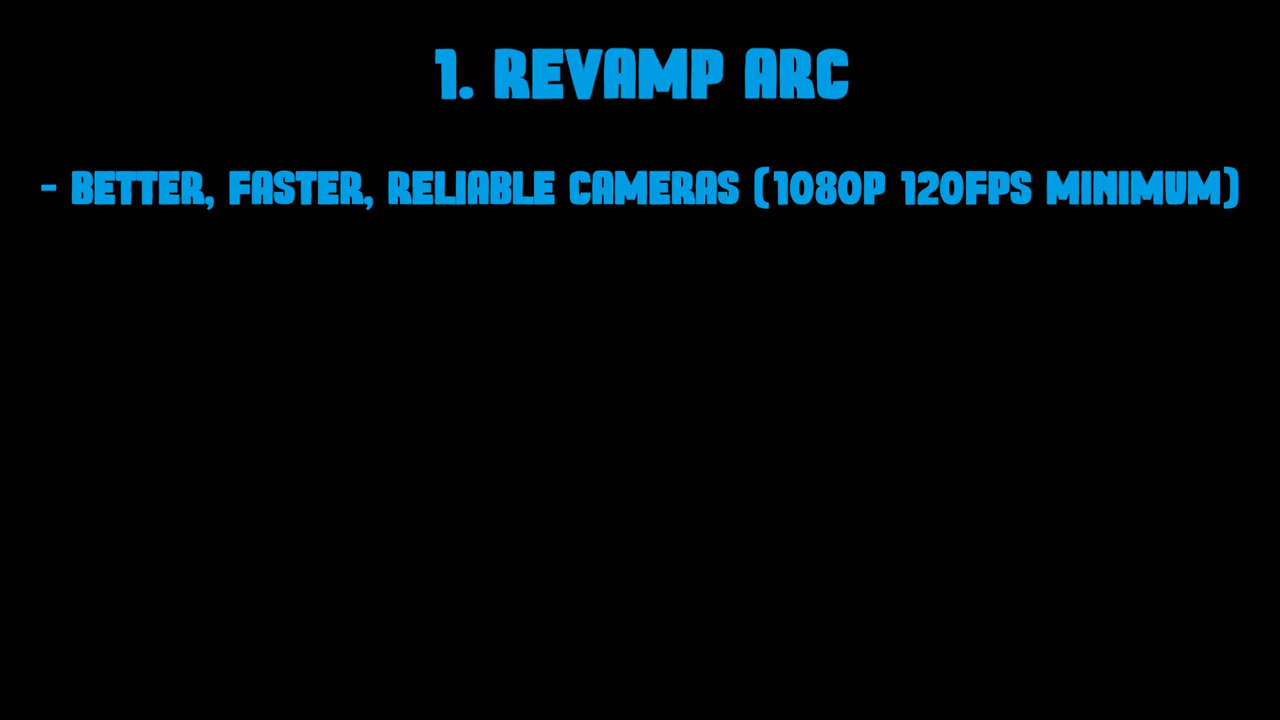 1. REVAMP ARC
- BETTER, FASTER, RELIABLE CAMERAS (1080P 120FPS MINIMUM)